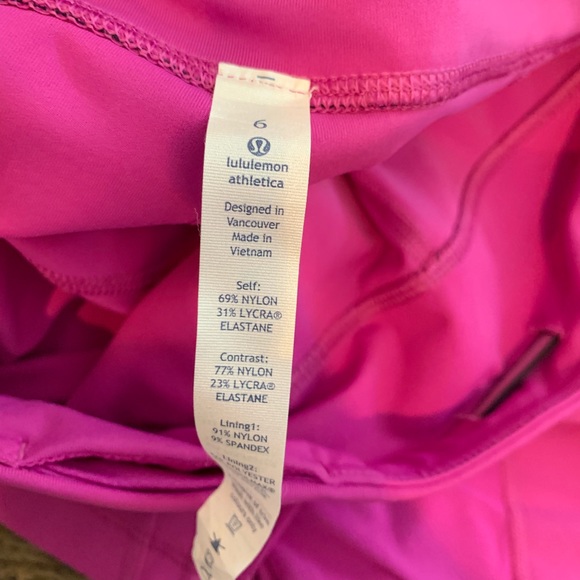 6
lululemon
athletica
Designed in
Vancouver
Made in
Vietnam
Self:
69% NYLON
31% LYCRA®
ELASTANE
Contrast:
77% NYLON
23% LYCRA®
ELASTANE
Lining1:
91% NYLON
9% SPANDEX
Lining2: